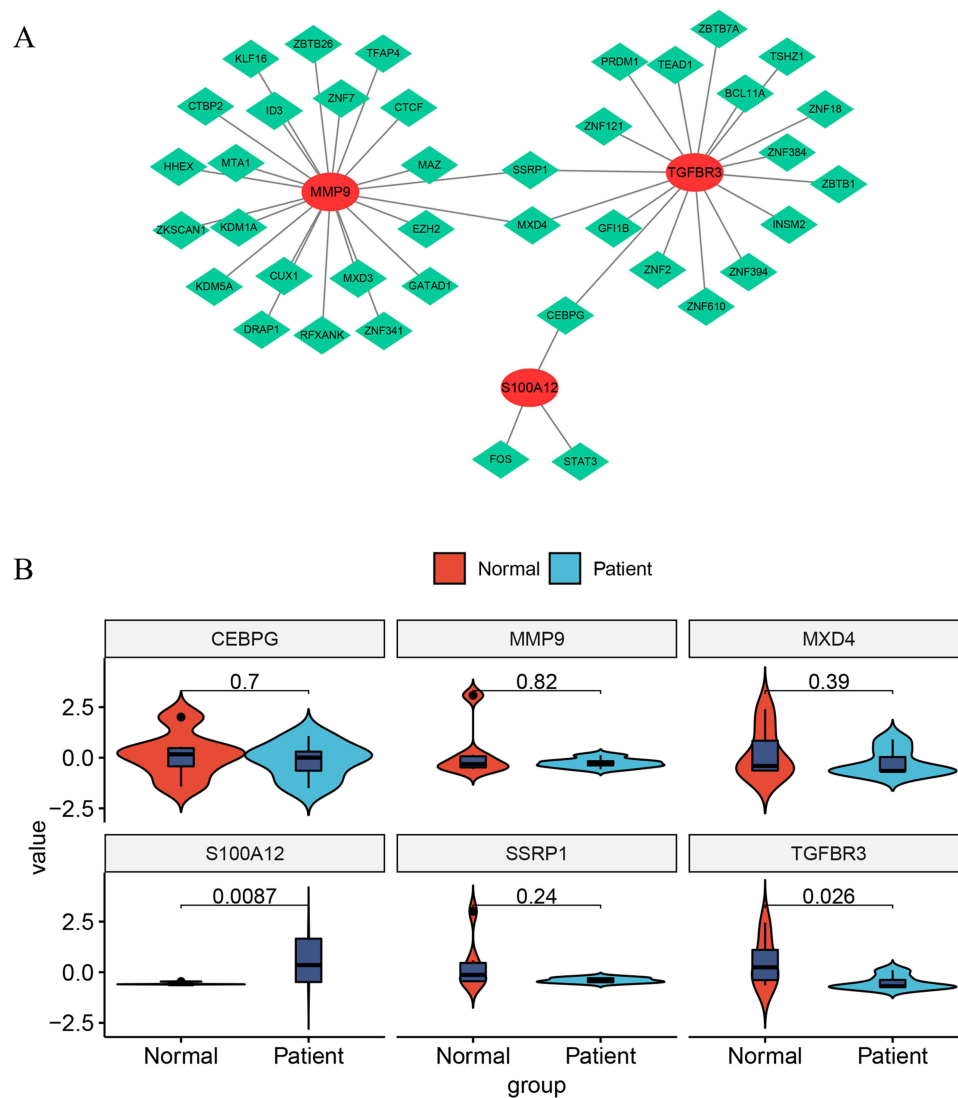 A
ZBTB7A
ZBTB26
TFAP4
KLF16
PRDM1
TEAD1
TSHZ1
BCL11A
CTBP2
ID3
ZNF7
CTCF
ZNF18
ZNF121
ZNF384
HHEX
MTA1
MAZ
SSRP1
TGFBR3
ZBTB1
MMP9
ZKSCAN1
KDM1A
EZH2
MXD4
GFI1B
INSM2
KDM5A
CUX1
MXD3
GATAD1
ZNF2
ZNF394
ZNF610
CEBPG
DRAP1
RFXANK
ZNF341
S100A12
FOS
STAT3
B
Normal
Patient
CEBPG
MMP9
MXD4
0.7
0.82
0.39
2.5
0.0
−2.5
value
S100A12
SSRP1
TGFBR3
0.0087
0.24
0.026
2.5
0.0
−2.5
Normal
Patient
Normal
Patient
Normal
Patient
group